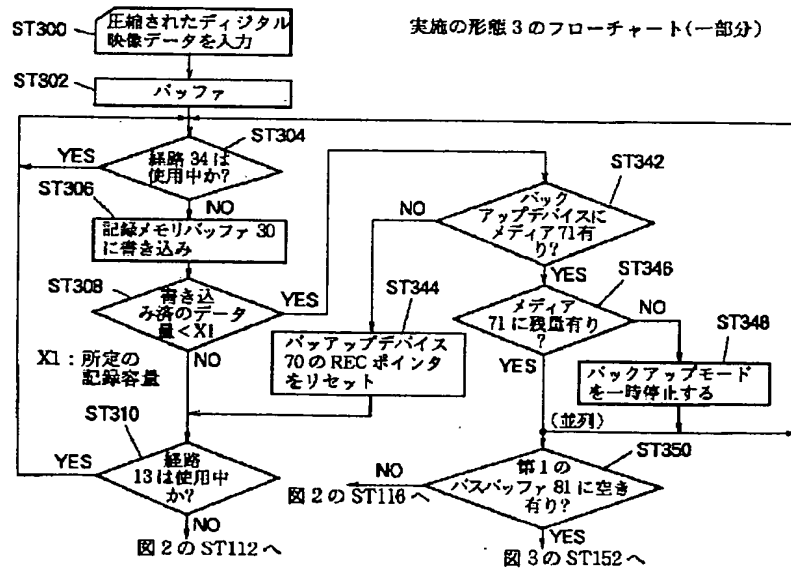 実施の形態3のフローチャート(一部分)
ST300
圧縮されたディジタル
映像データを入力
ST302
バッファ
ST304
YES
経路34は
使用中か?
NO
ST306
記録メモリバッファ30
に書き込み
ST308
書き込
み済のデータ
量<X1
YES
NO
X1:所定の
記録容量
ST310
YES
経路
13は使用中
か?
NO
図2のST112へ
ST342
バック
アップデバイスに
メディア71有
り?
NO
YES
ST344
バッアップデバイス
70のRECポインタ
をリセット
ST346
メディア
71に残量有り
?
NO
YES
ST348
バックアップモード
を一時停止する
(並列)
ST350
第1の
バスバッファ81に空き
有り?
NO
図2のST116へ
YES
図3のST152へ